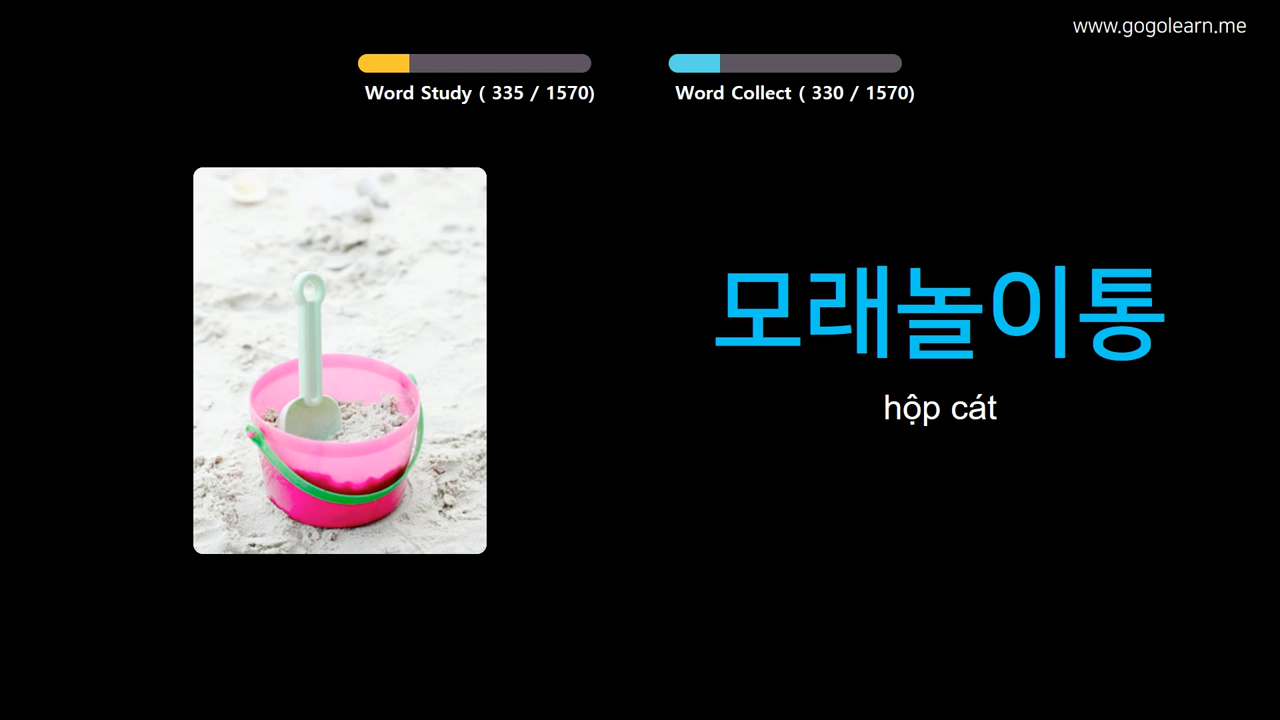 www.gogolearn.me
Word Study ( 335 / 1570)
Word Collect ( 330 / 1570)
모래놀이통
hộp cát